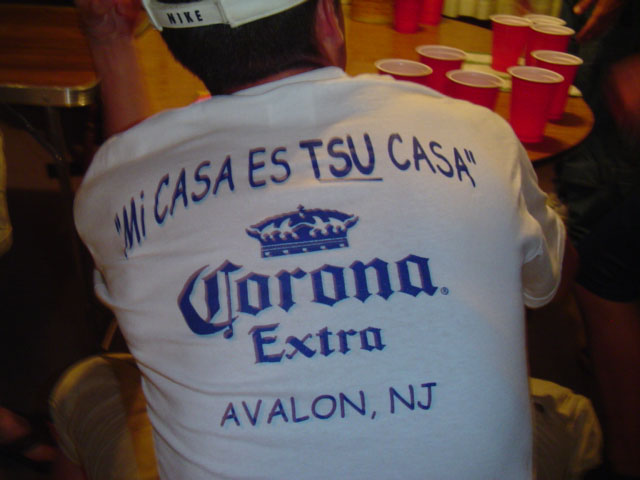 NIKE
"Mi CASA ES TSU CASA"
Corona®
Extra
AVALON, NJ